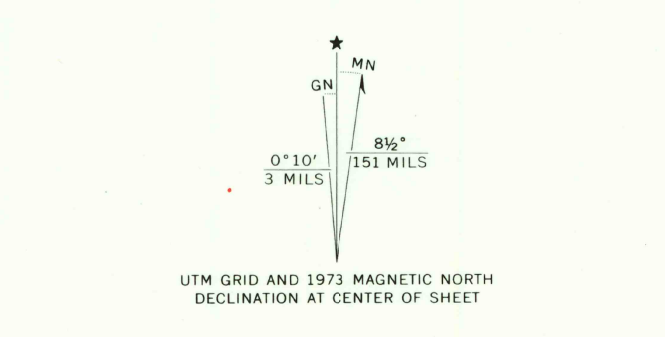 ★
MN
GN
8½°
151 MILS
0°10'
3 MILS
UTM GRID AND 1973 MAGNETIC NORTH
DECLINATION AT CENTER OF SHEET